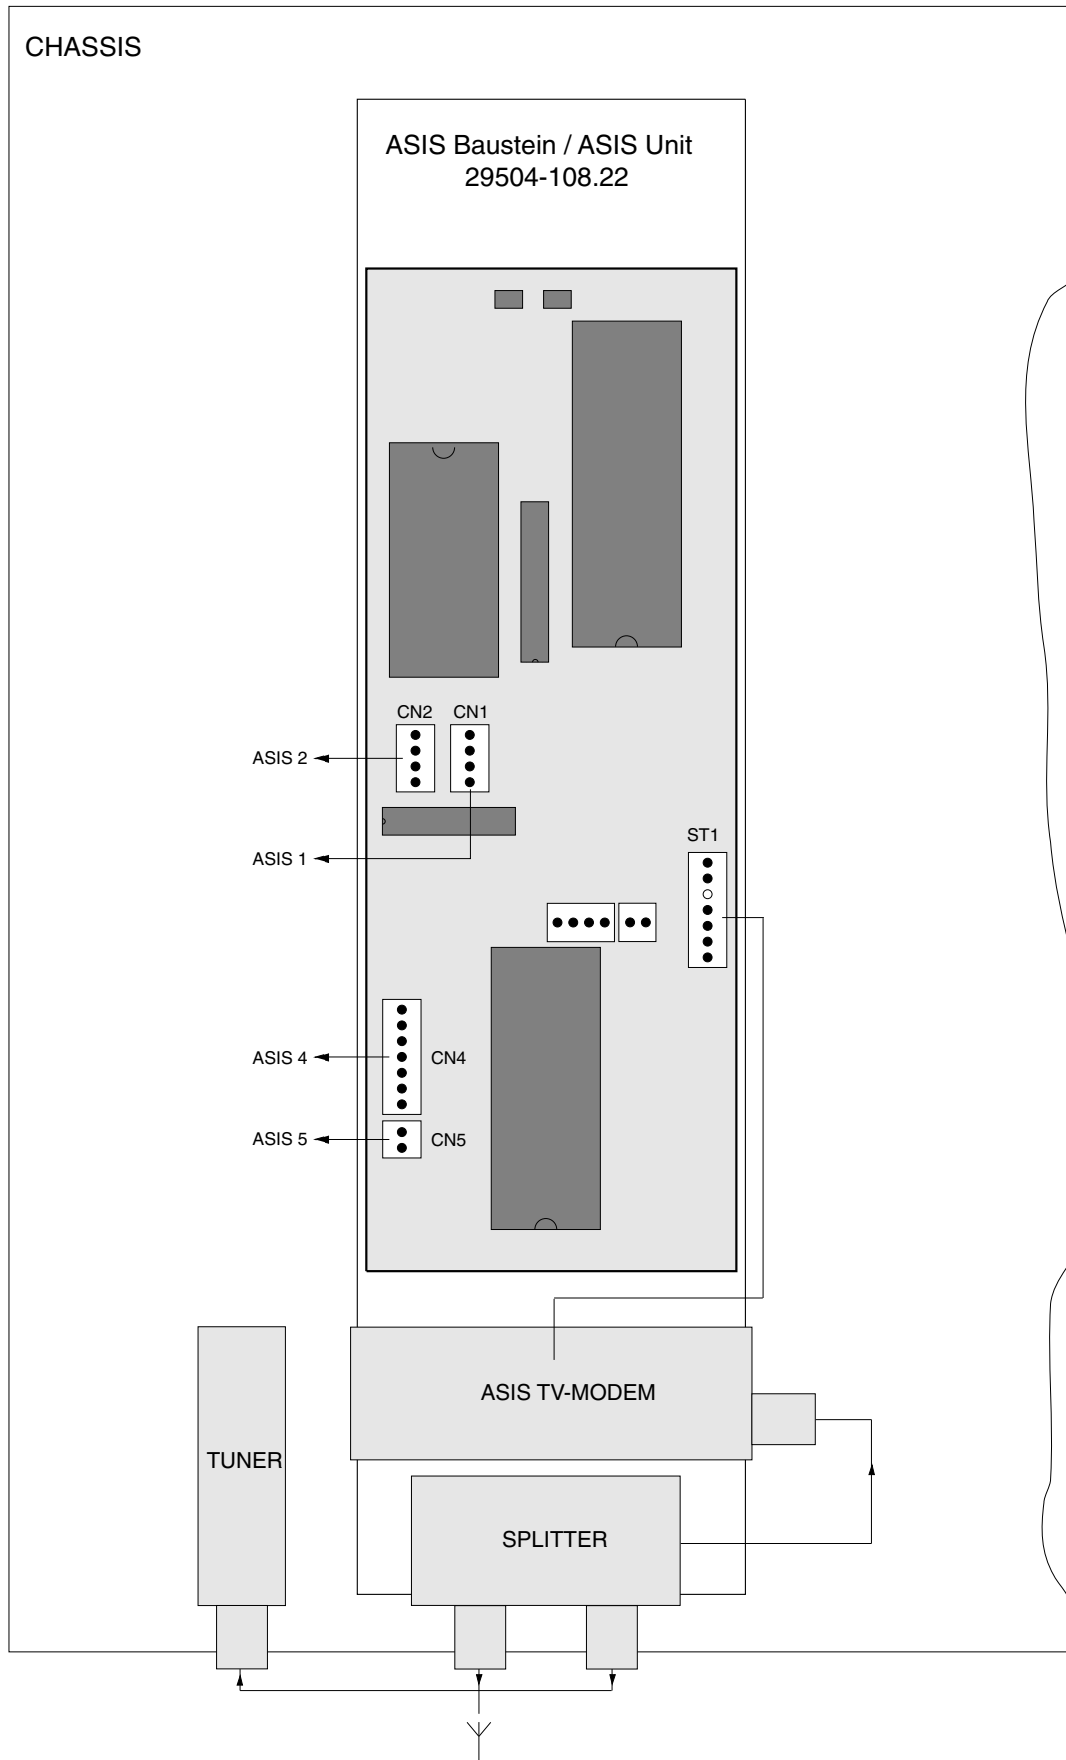 CHASSIS
ASIS Baustein / ASIS Unit
29504-108.22
CN2 CN1
ASIS 2
ST1
ASIS 1
ASIS 4
CN4
ASIS 5
CN5
ASIS TV-MODEM
TUNER
SPLITTER